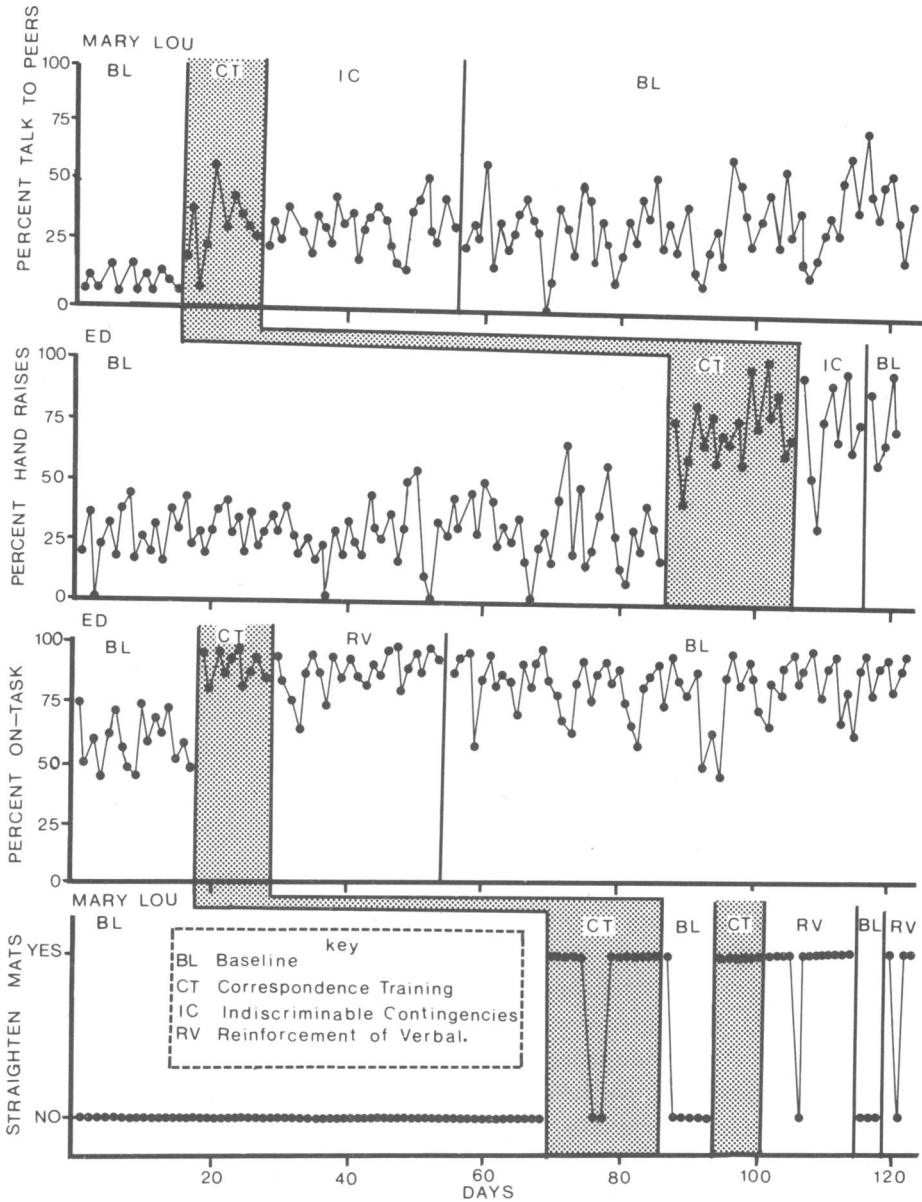 MARY LOU
BL CT IC BL
PERCENT TALK TO PEERS
100
75
50
25
0
ED
BL CT IC BL
PERCENT HAND RAISES
100
75
50
25
0
ED
BL CT RV BL
PERCENT ON-TASK
100
75
50
25
0
MARY LOU
BL CT BL CT RV BL RV
STRAIGHTEN MATS
YES
NO
key
BL Baseline
CT Correspondence Training
IC Indiscriminable Contingencies
RV Reinforcement of Verbal.
20 40 60 80 100 120
DAYS